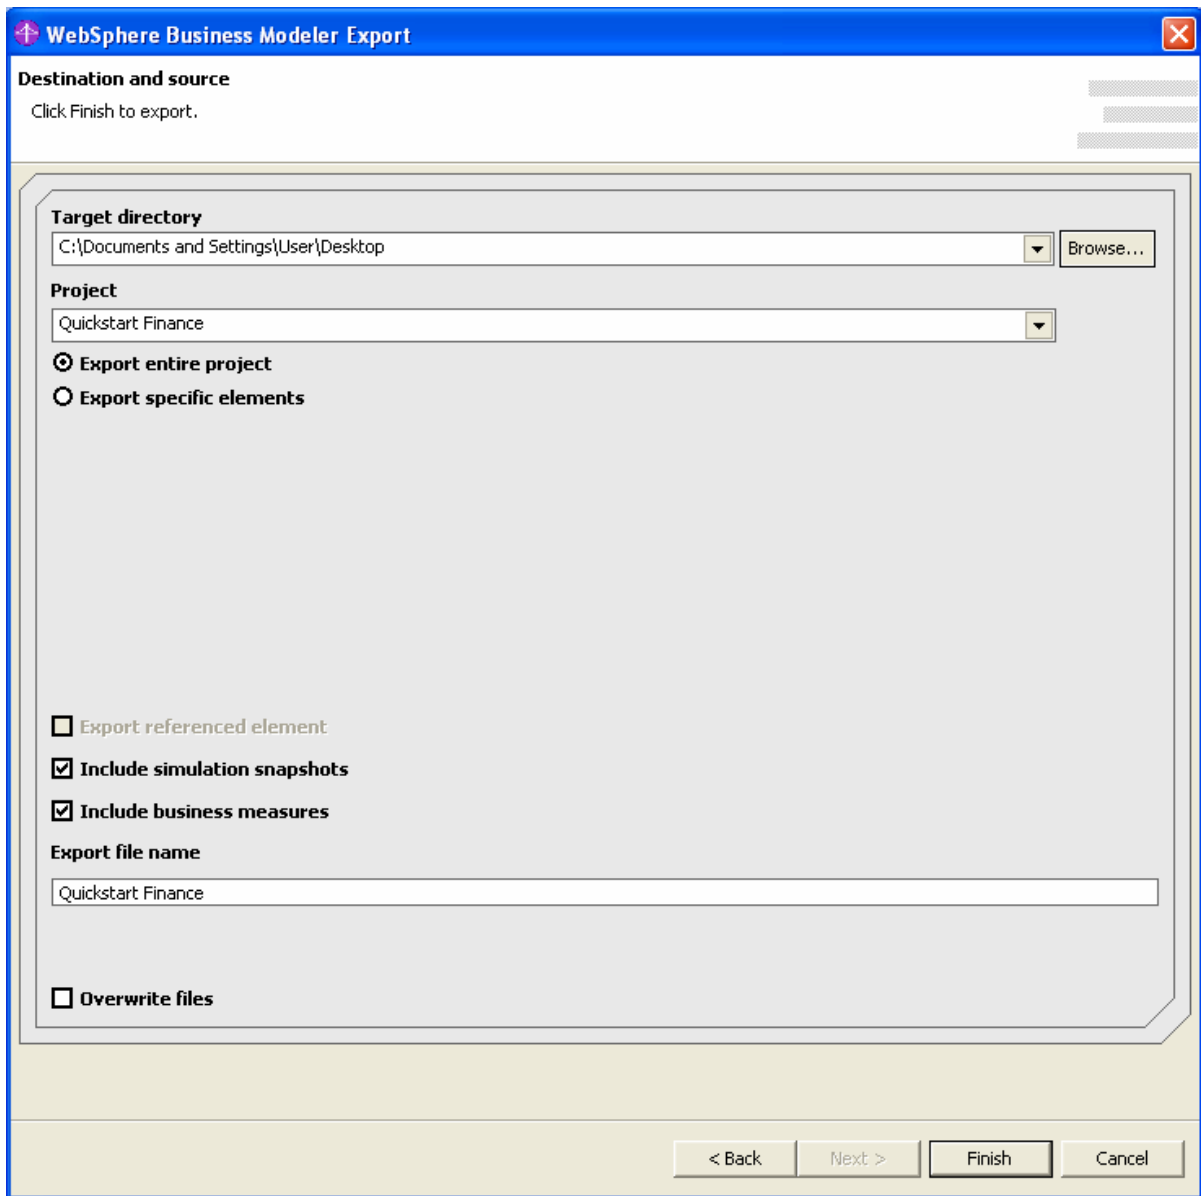 WebSphere Business Modeler Export
Destination and source
Click Finish to export.
Target directory
C:\Documents and Settings\User\Desktop
Browse...
Project
Quickstart Finance
Export entire project
Export specific elements
Export referenced element
Include simulation snapshots
Include business measures
Export file name
Quickstart Finance
Overwrite files
< Back Next > Finish Cancel